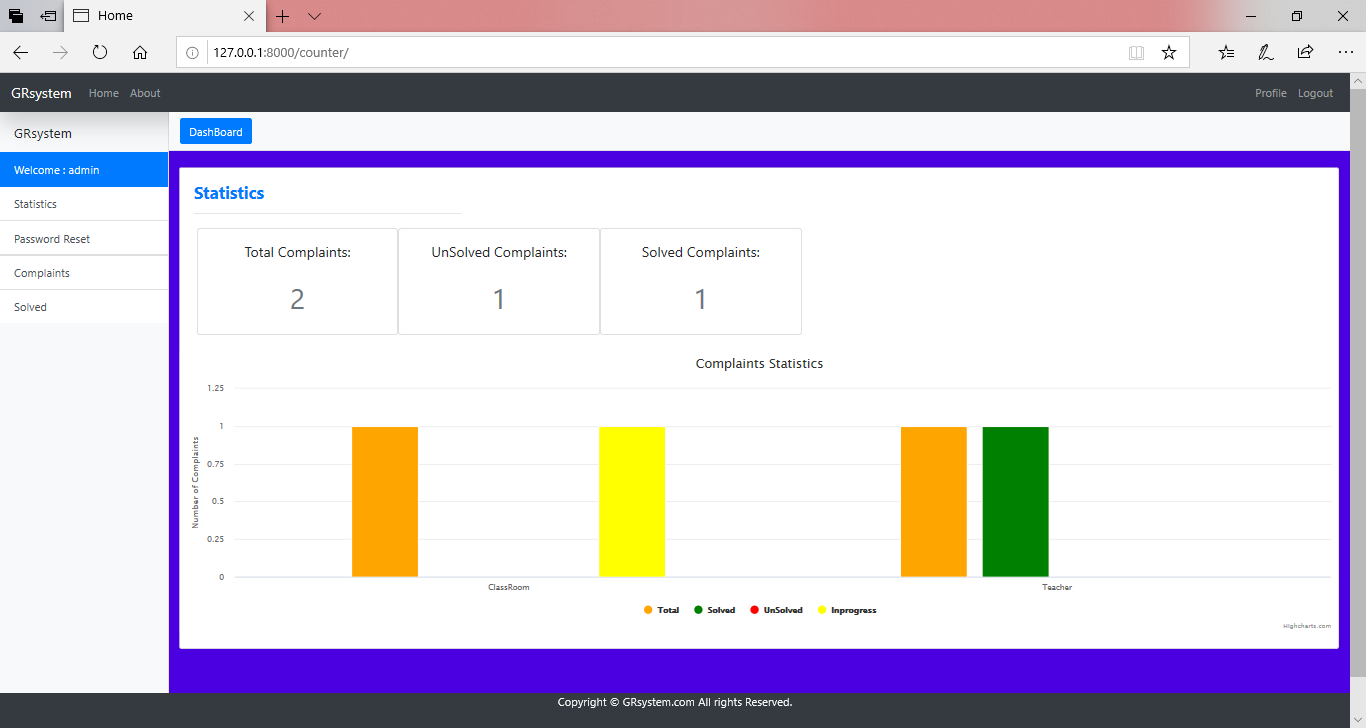 Home
127.0.0.1:8000/counter/
GRsystem Home About Profile Logout
GRsystem
DashBoard
Welcome : admin
Statistics
Password Reset
Complaints
Solved
Statistics
Total Complaints: UnSolved Complaints: Solved Complaints:
2 1 1
Complaints Statistics
Number of Complaints
1.25
1
0.75
0.5
0.25
0
ClassRoom Teacher
Total Solved UnSolved Inprogress
Highcharts.com
Copyright © GRsystem.com All rights Reserved.